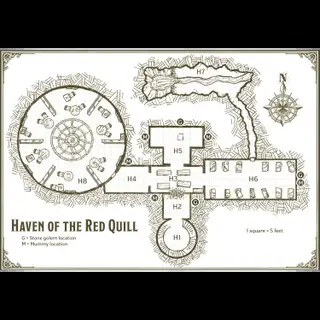 H7
N
G
G
H5
M
M
G
H8
H4
H3
H6
M
M
H2
HAVEN OF THE RED QUILL
G = Stone golem location
M = Mummy location
H1
1 square = 5 feet